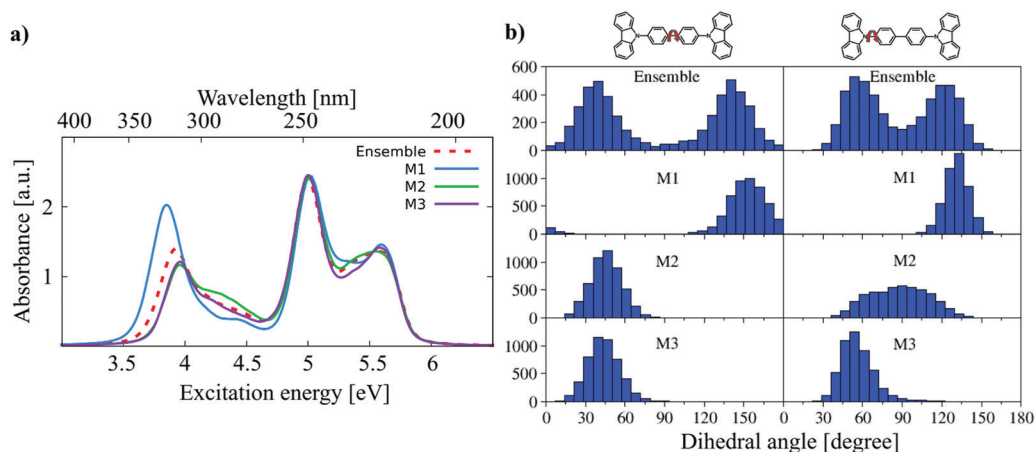 a)
Wavelength [nm]
400 350 300 250 200
Ensemble
M1
M2
M3
2
1
Absorbance [a.u.]
3.5 4 4.5 5 5.5 6
Excitation energy [eV]
b)
N N N N
600 Ensemble Ensemble
400
200
0
1000 M1 M1
500
0
1000 M2 M2
500
0
1000 M3 M3
500
0
0 30 60 90 120 150 0 30 60 90 120 150 180
Dihedral angle [degree]